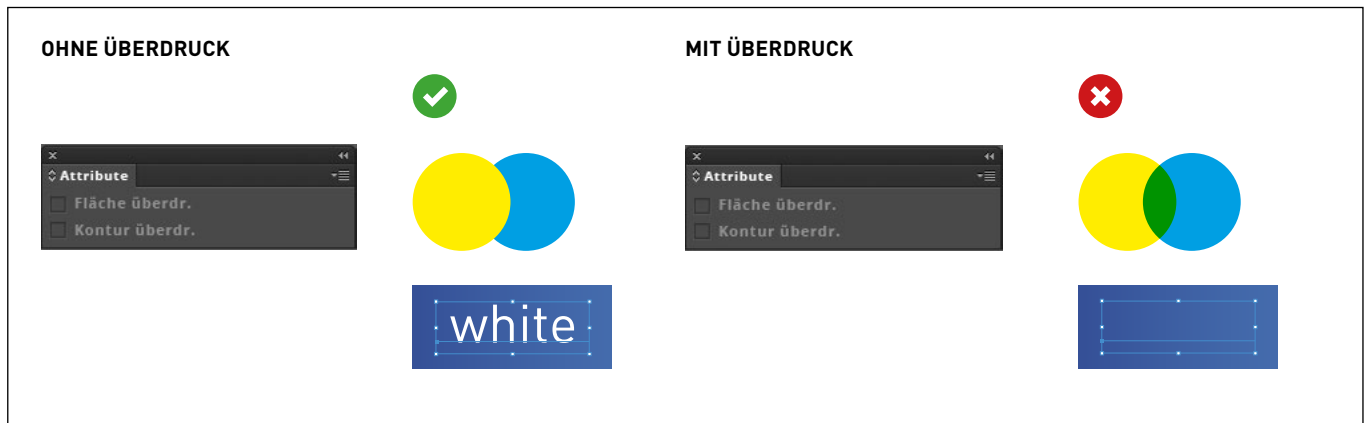 OHNE ÜBERDRUCK
Attribute
Fläche überdr.
Kontur überdr.
white
MIT ÜBERDRUCK
Attribute
Fläche überdr.
Kontur überdr.